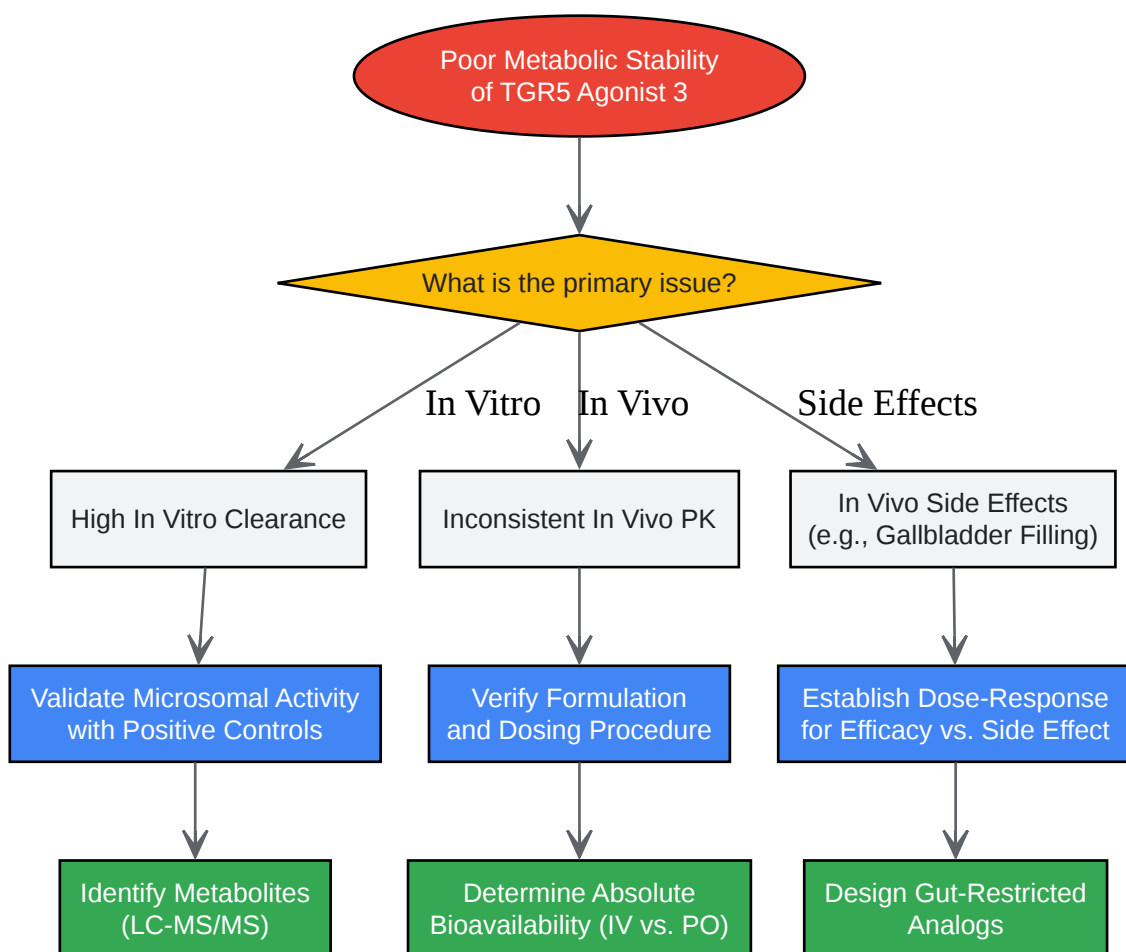 Poor Metabolic Stability
of TGR5 Agonist 3
What is the primary issue?
In Vitro
In Vivo
Side Effects
High In Vitro Clearance
Inconsistent In Vivo PK
In Vivo Side Effects
(e.g., Gallbladder Filling)
Validate Microsomal Activity
with Positive Controls
Verify Formulation
and Dosing Procedure
Establish Dose-Response
for Efficacy vs. Side Effect
Identify Metabolites
(LC-MS/MS)
Determine Absolute
Bioavailability (IV vs. PO)
Design Gut-Restricted
Analogs